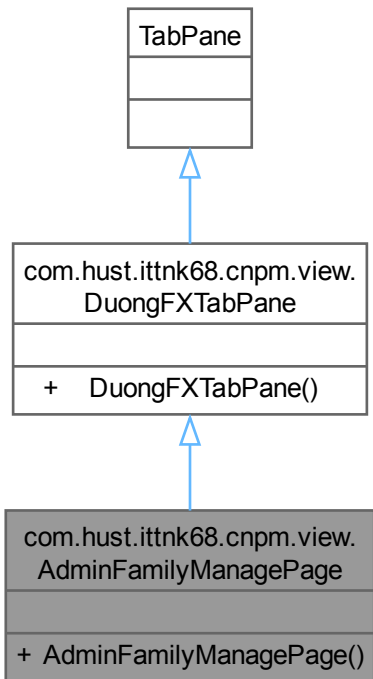 TabPane
com.hust.ittnk68.cnpm.view.
DuongFXTabPane
+ DuongFXTabPane()
com.hust.ittnk68.cnpm.view.
AdminFamilyManagePage
+ AdminFamilyManagePage()